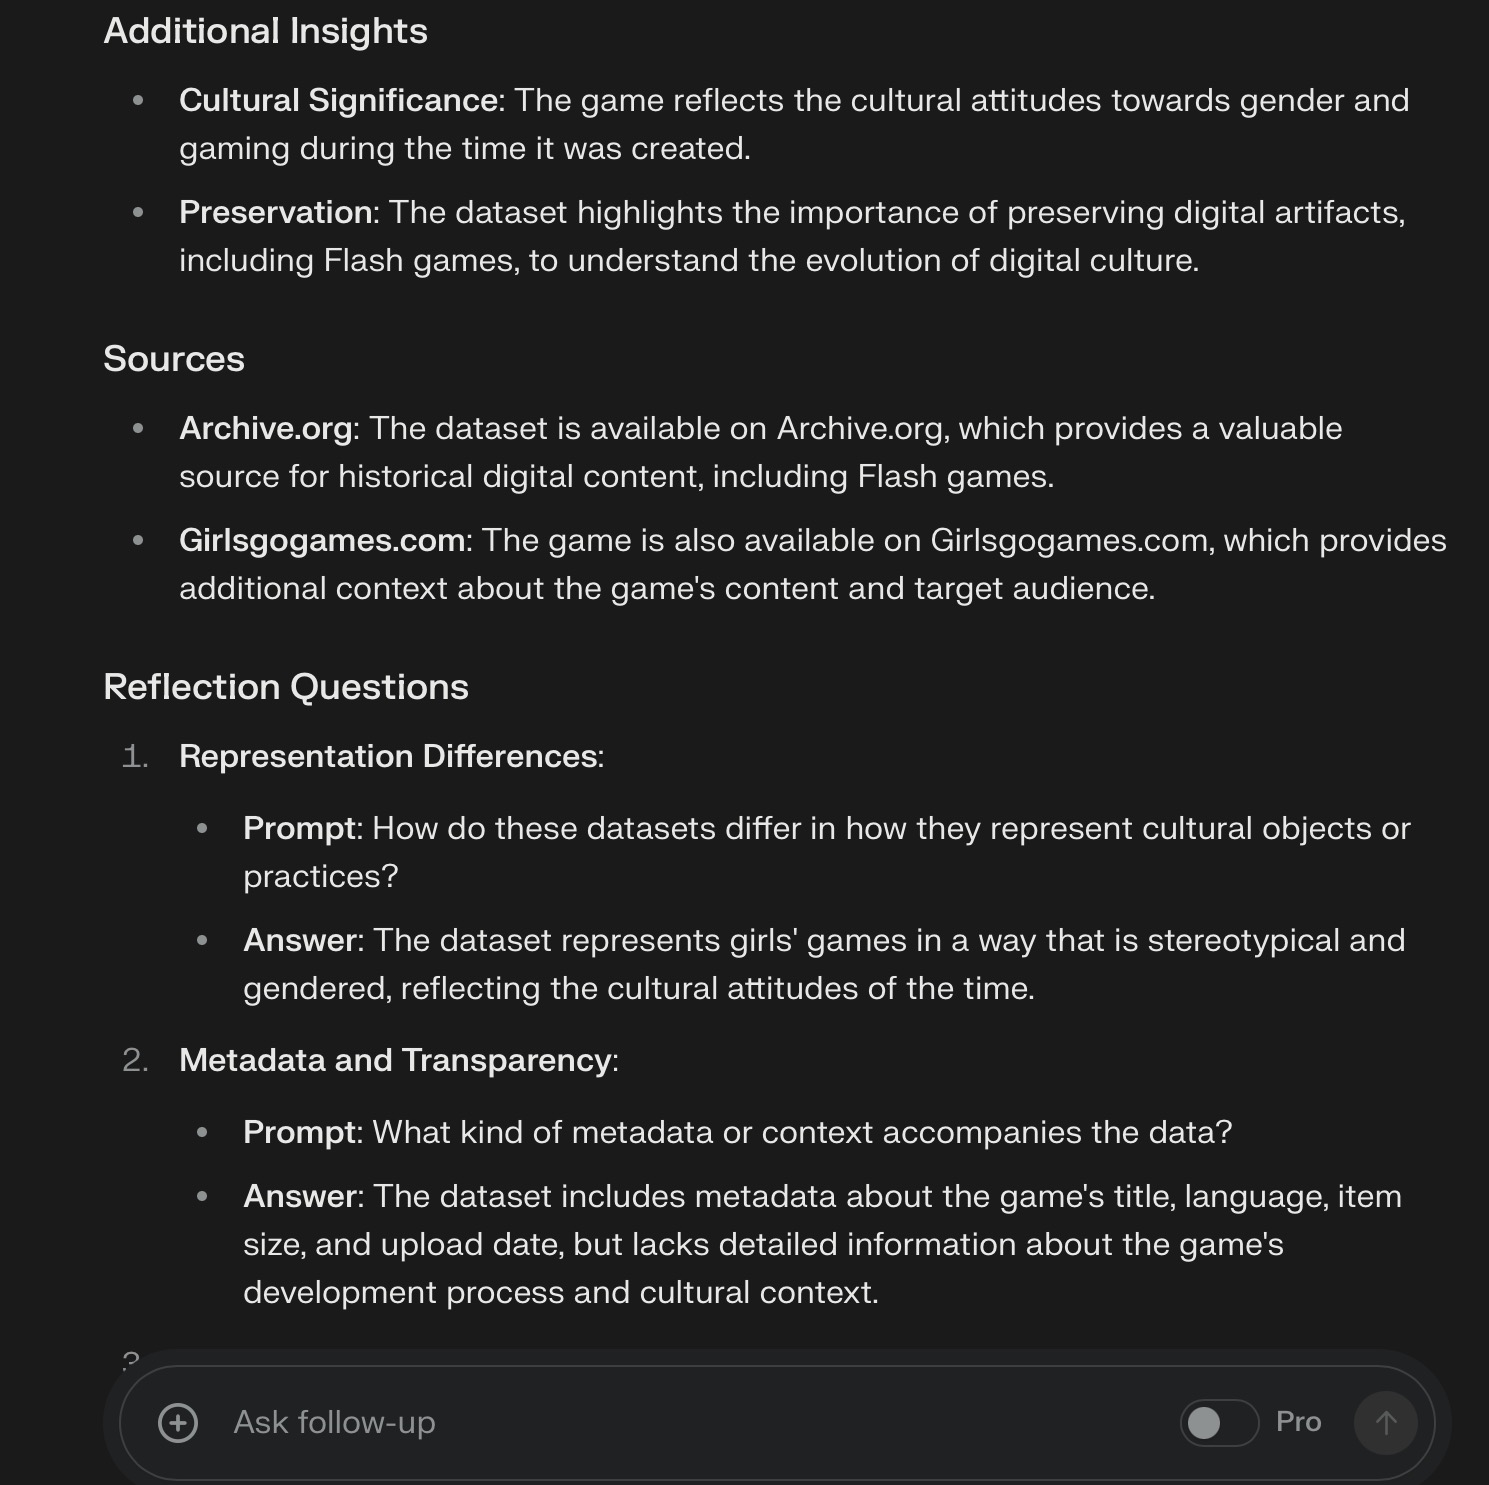 Additional Insights
Cultural Significance: The game reflects the cultural attitudes towards gender and
gaming during the time it was created.
Preservation: The dataset highlights the importance of preserving digital artifacts,
including Flash games, to understand the evolution of digital culture.
Sources
Archive.org: The dataset is available on Archive.org, which provides a valuable
source for historical digital content, including Flash games.
Girlsgogames.com: The game is also available on Girlsgogames.com, which provides
additional context about the game's content and target audience.
Reflection Questions
1. Representation Differences:
Prompt: How do these datasets differ in how they represent cultural objects or
practices?
Answer: The dataset represents girls' games in a way that is stereotypical and
gendered, reflecting the cultural attitudes of the time.
2. Metadata and Transparency:
Prompt: What kind of metadata or context accompanies the data?
Answer: The dataset includes metadata about the game's title, language, item
size, and upload date, but lacks detailed information about the game's
development process and cultural context.
3
Ask follow-up
Pro